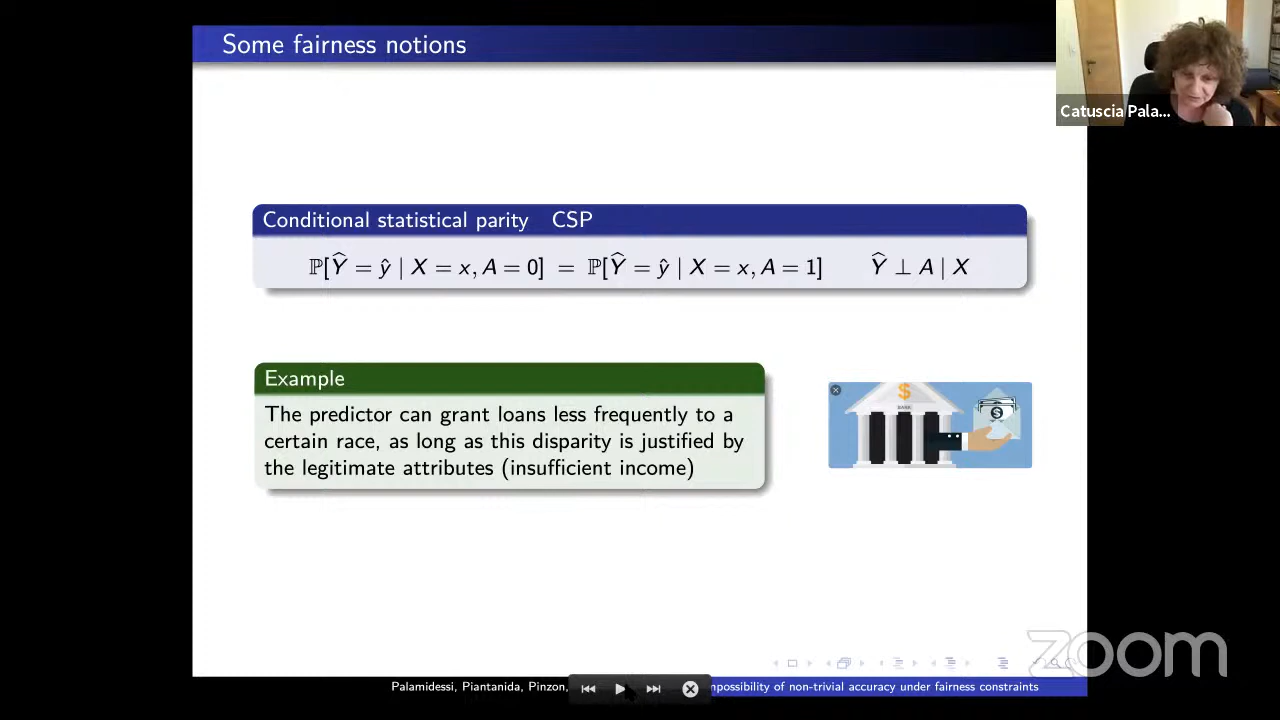 Some fairness notions
Catuscia Pala...
Conditional statistical parity CSP
ℙ[Ŷ = ŷ | X = x, A = 0] = ℙ[Ŷ = ŷ | X = x, A = 1] Ŷ ⊥ A | X
Example
The predictor can grant loans less frequently to a
certain race, as long as this disparity is justified by
the legitimate attributes (insufficient income)
$
BANK
$
zoom
Palamidessi, Piantanida, Pinzon, mpossibility of non-trivial accuracy under fairness constraints